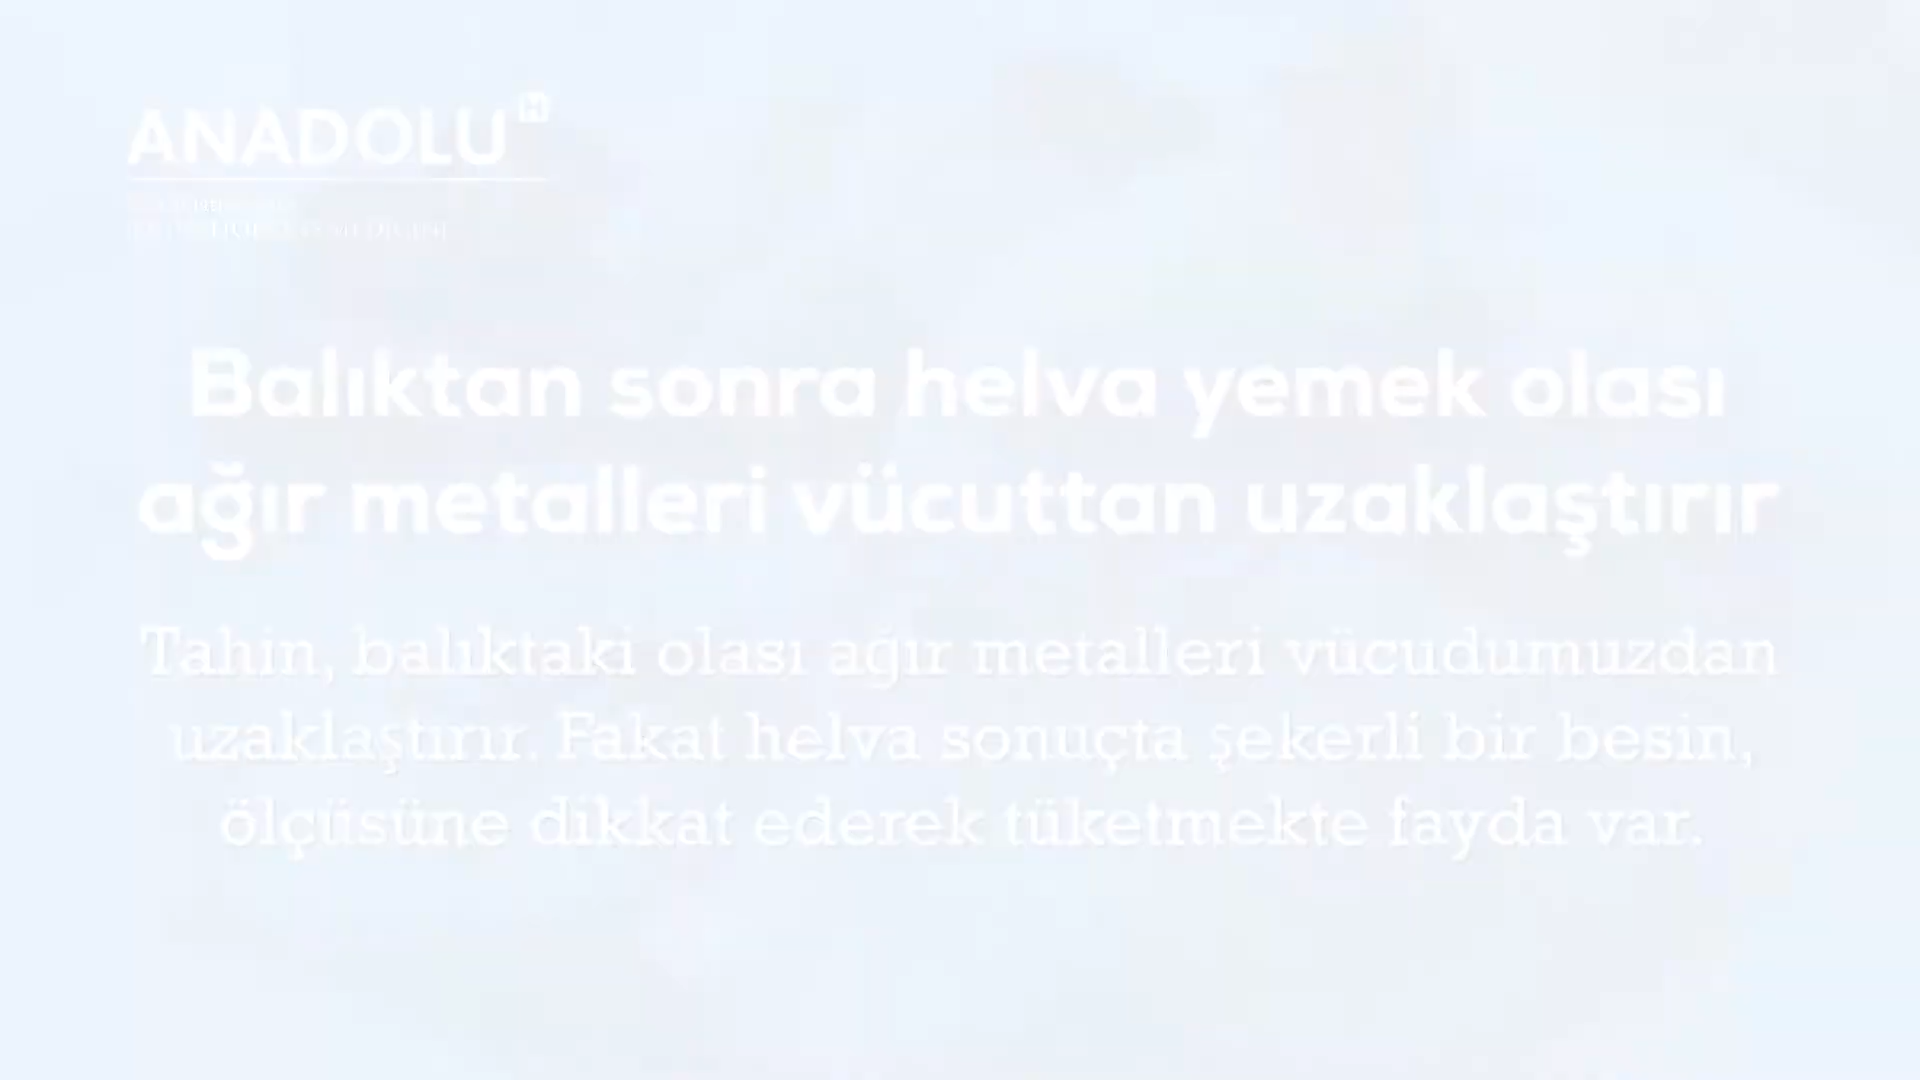 ANADOLU
Balıktan sonra helva yemek olası
ağır metalleri vücuttan uzaklaştırır
Tahin, balıktaki olası ağır metalleri vücudumuzdan
uzaklaştırır. Fakat helva sonuçta şekerli bir besin,
ölçüsüne dikkat ederek tüketmekte fayda var.